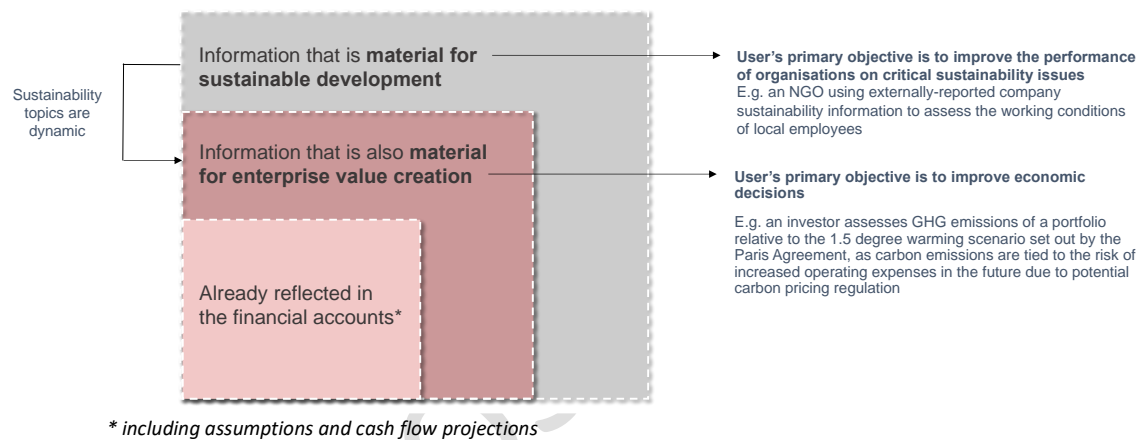 Information that is material for
sustainable development
Sustainability
topics are
dynamic
Information that is also material
for enterprise value creation
Already reflected in
the financial accounts*
User's primary objective is to improve the performance
of organisations on critical sustainability issues
E.g. an NGO using externally-reported company
sustainability information to assess the working conditions
of local employees
User's primary objective is to improve economic
decisions
E.g. an investor assesses GHG emissions of a portfolio
relative to the 1.5 degree warming scenario set out by the
Paris Agreement, as carbon emissions are tied to the risk of
increased operating expenses in the future due to potential
carbon pricing regulation
* including assumptions and cash flow projections